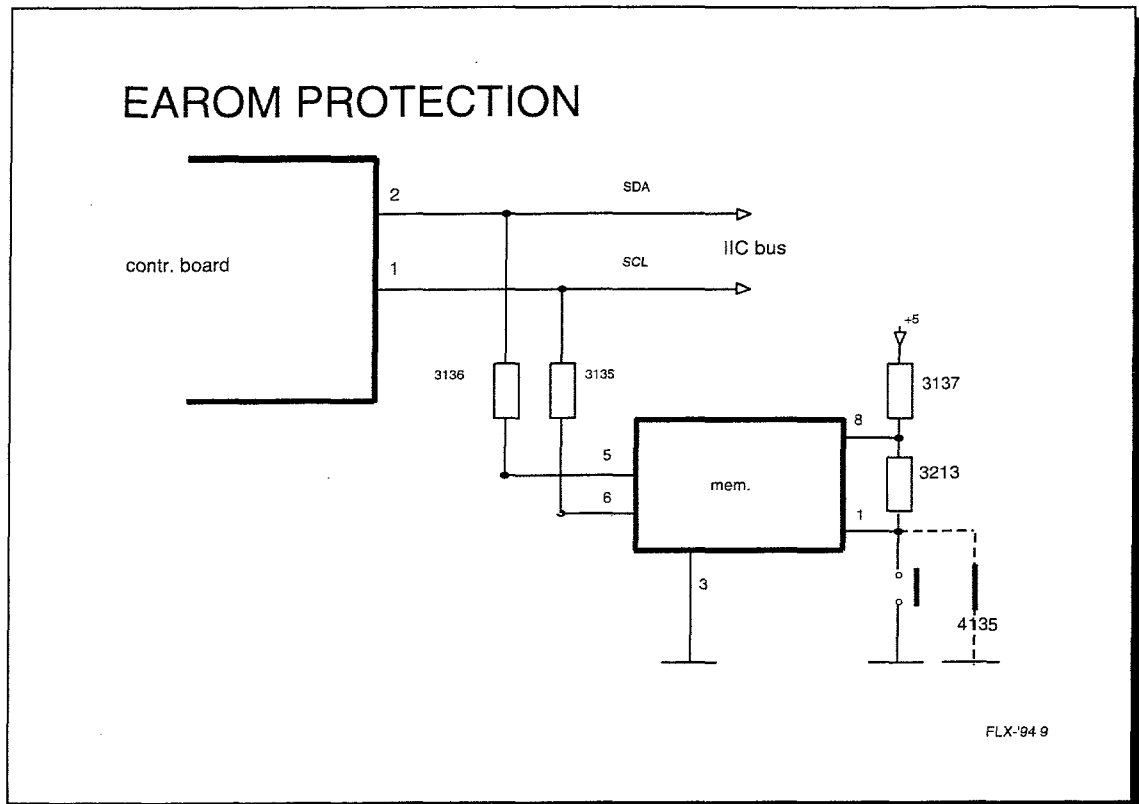 EAROM PROTECTION
2
SDA
contr. board
IIC bus
1
SCL
+5
3136
3135
3137
8
5
3213
mem.
6
1
3
4135
FLX-'94 9